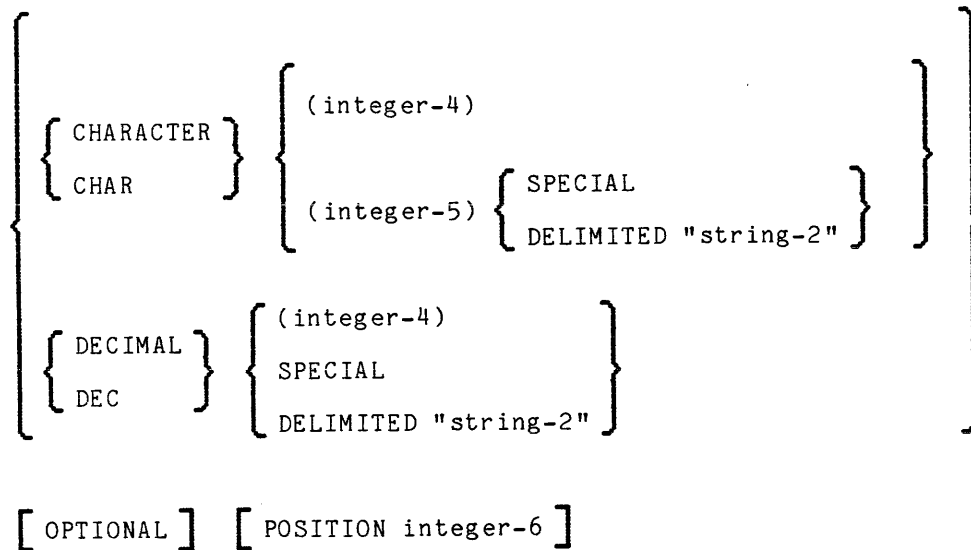 CHARACTER
CHAR
(integer-4)
(integer-5)
SPECIAL
DELIMITED "string-2"
DECIMAL
DEC
(integer-4)
SPECIAL
DELIMITED "string-2"
[ OPTIONAL ] [ POSITION integer-6 ]